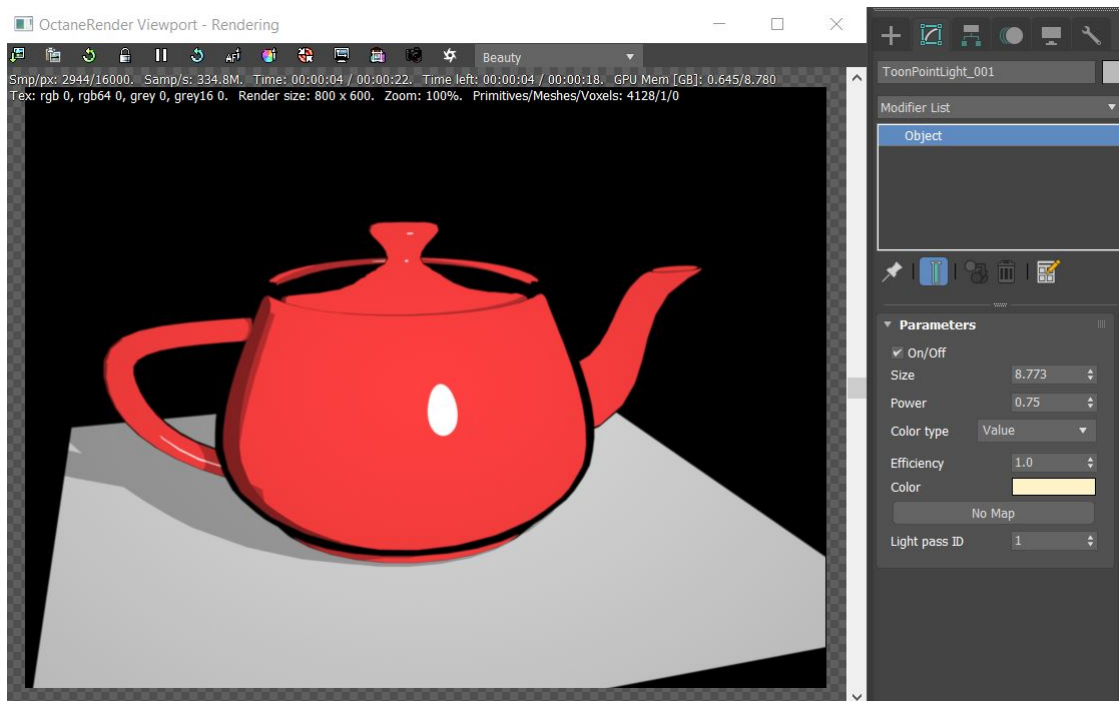 OctaneRender Viewport - Rendering
Beauty
Smp/px: 2944/16000. Samp/s: 334.8M. Time: 00:00:04 / 00:00:22. Time left: 00:00:04 / 00:00:18. GPU Mem [GB]: 0.645/8.780
Tex: rgb 0, rgb64 0, grey 0, grey16 0. Render size: 800 x 600. Zoom: 100%. Primitives/Meshes/Voxels: 4128/1/0
ToonPointLight_001
Modifier List
Object
Parameters
On/Off
Size 8.773
Power 0.75
Color type Value
Efficiency 1.0
Color
No Map
Light pass ID 1